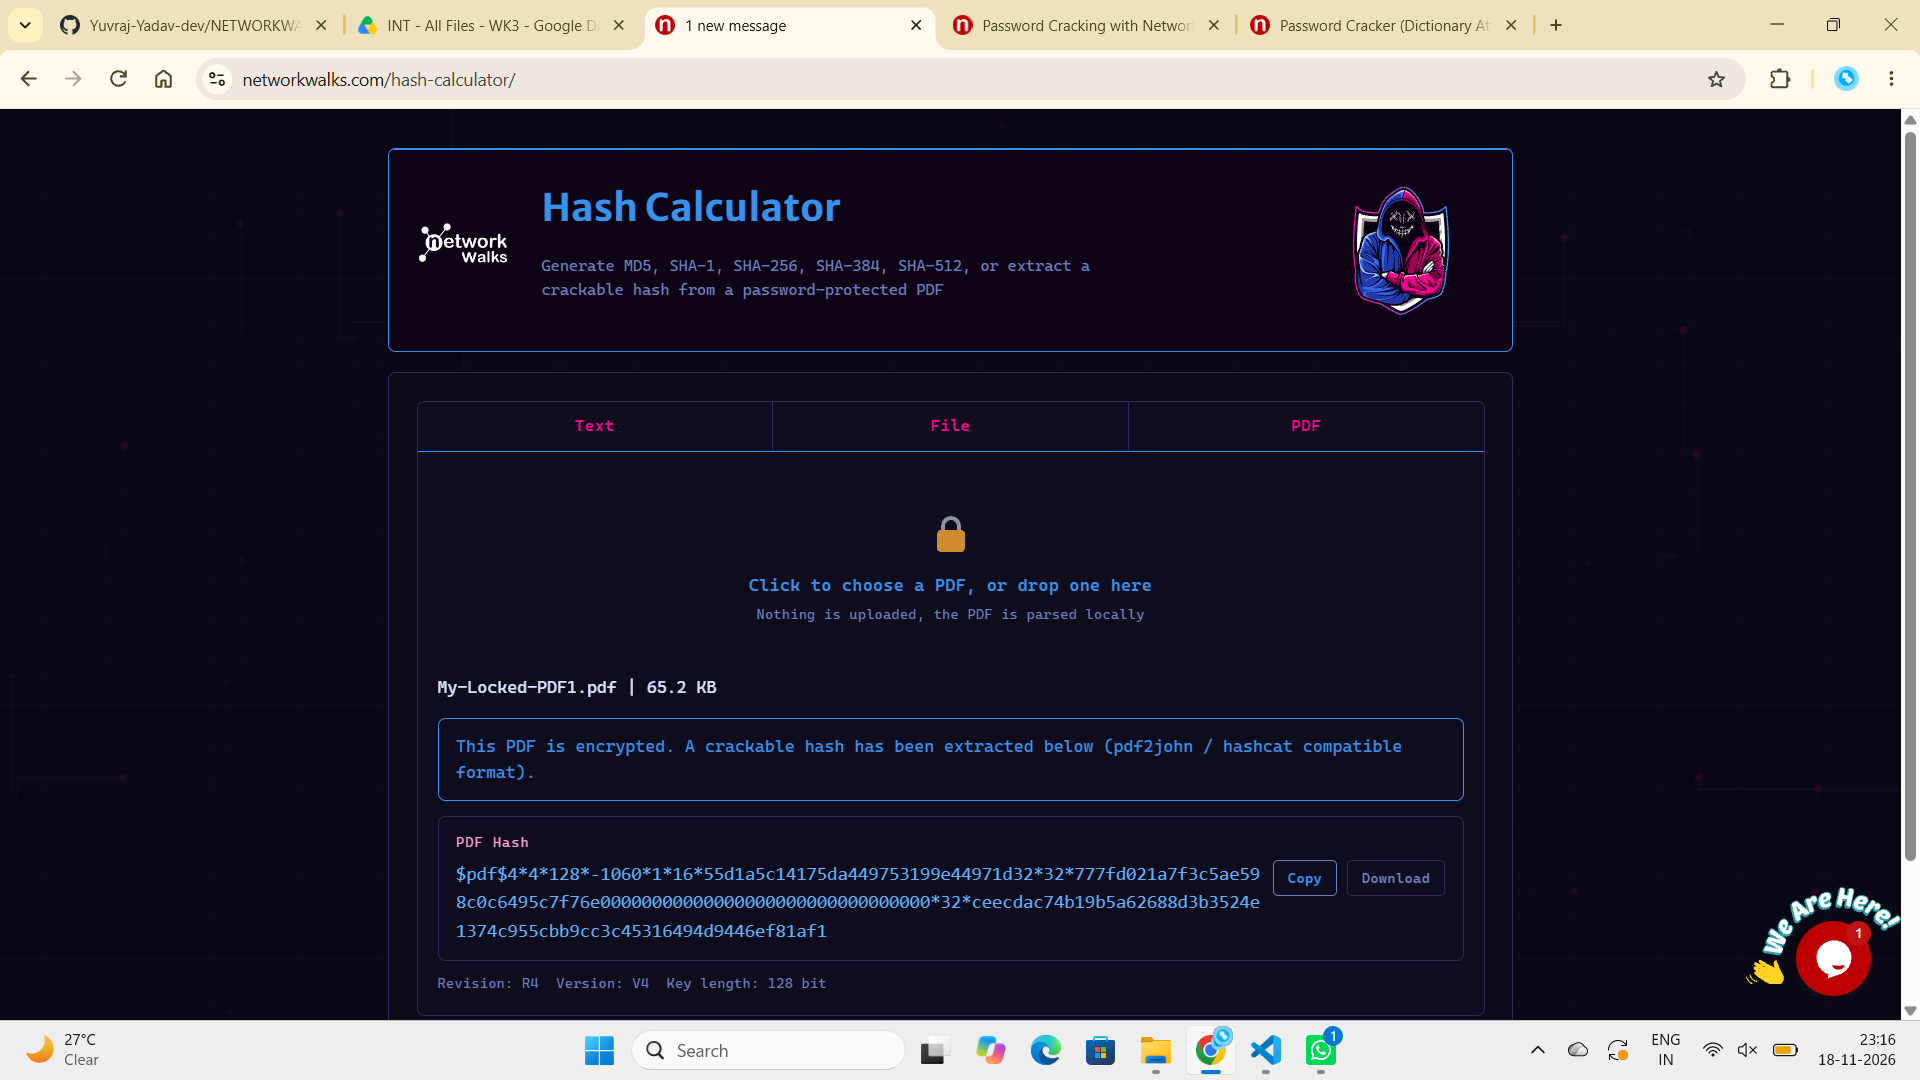 Yuvraj-Yadav-dev/NETWORKWA
INT - All Files - WK3 - Google D
1 new message
Password Cracking with Networ
Password Cracker (Dictionary At
networkwalks.com/hash-calculator/
network
Walks
Hash Calculator
Generate MD5, SHA-1, SHA-256, SHA-384, SHA-512, or extract a
crackable hash from a password-protected PDF
Text
File
PDF
Click to choose a PDF, or drop one here
Nothing is uploaded, the PDF is parsed locally
My-Locked-PDF1.pdf | 65.2 KB
This PDF is encrypted. A crackable hash has been extracted below (pdf2john / hashcat compatible
format).
PDF Hash
$pdf$4*4*128*-1060*1*16*55d1a5c14175da449753199e44971d32*32*777fd021a7f3c5ae59
8c0c6495c7f76e00000000000000000000000000000000*32*ceecdac74b19b5a62688d3b3524e
1374c955cbb9cc3c45316494d9446ef81af1
Copy
Download
Revision: R4 Version: V4 Key length: 128 bit
We Are Here!
1
27°C
Clear
Search
1
ENG
IN
23:16
18-11-2026